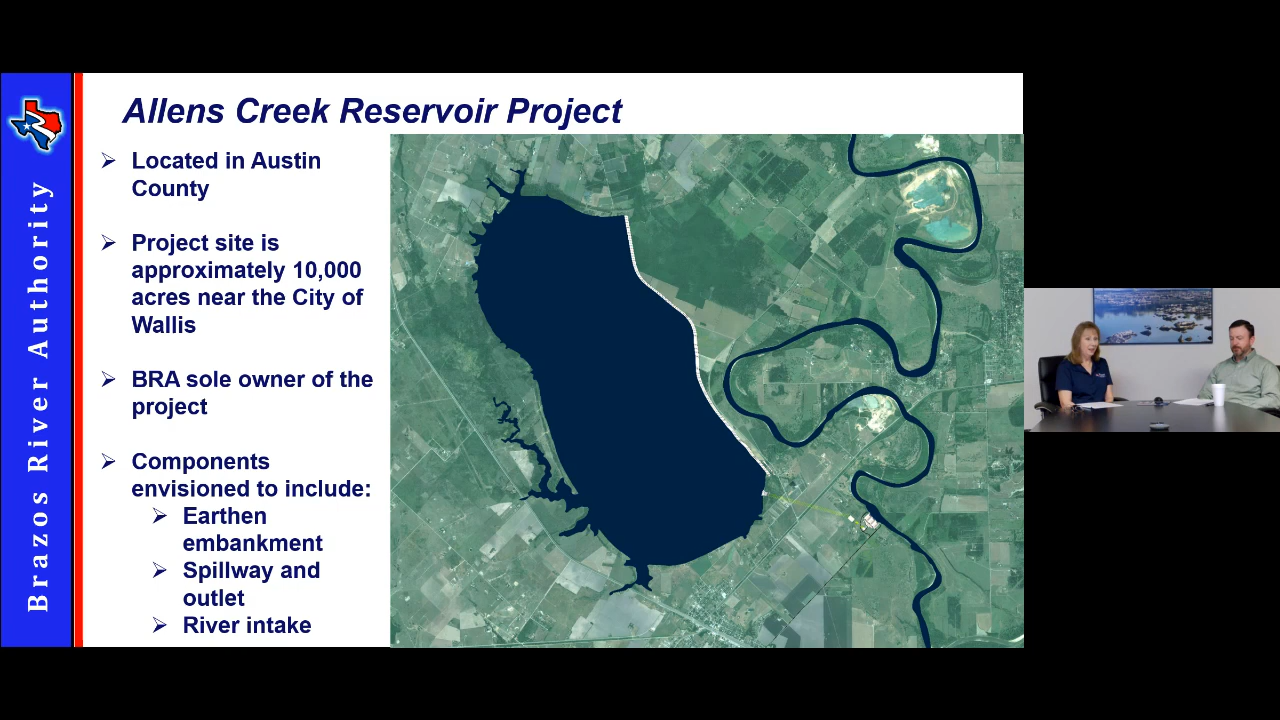 Brazos River Authority
Allens Creek Reservoir Project
➢ Located in Austin
County
➢ Project site is
approximately 10,000
acres near the City of
Wallis
➢ BRA sole owner of the
project
➢ Components
envisioned to include:
➢ Earthen
embankment
➢ Spillway and
outlet
➢ River intake